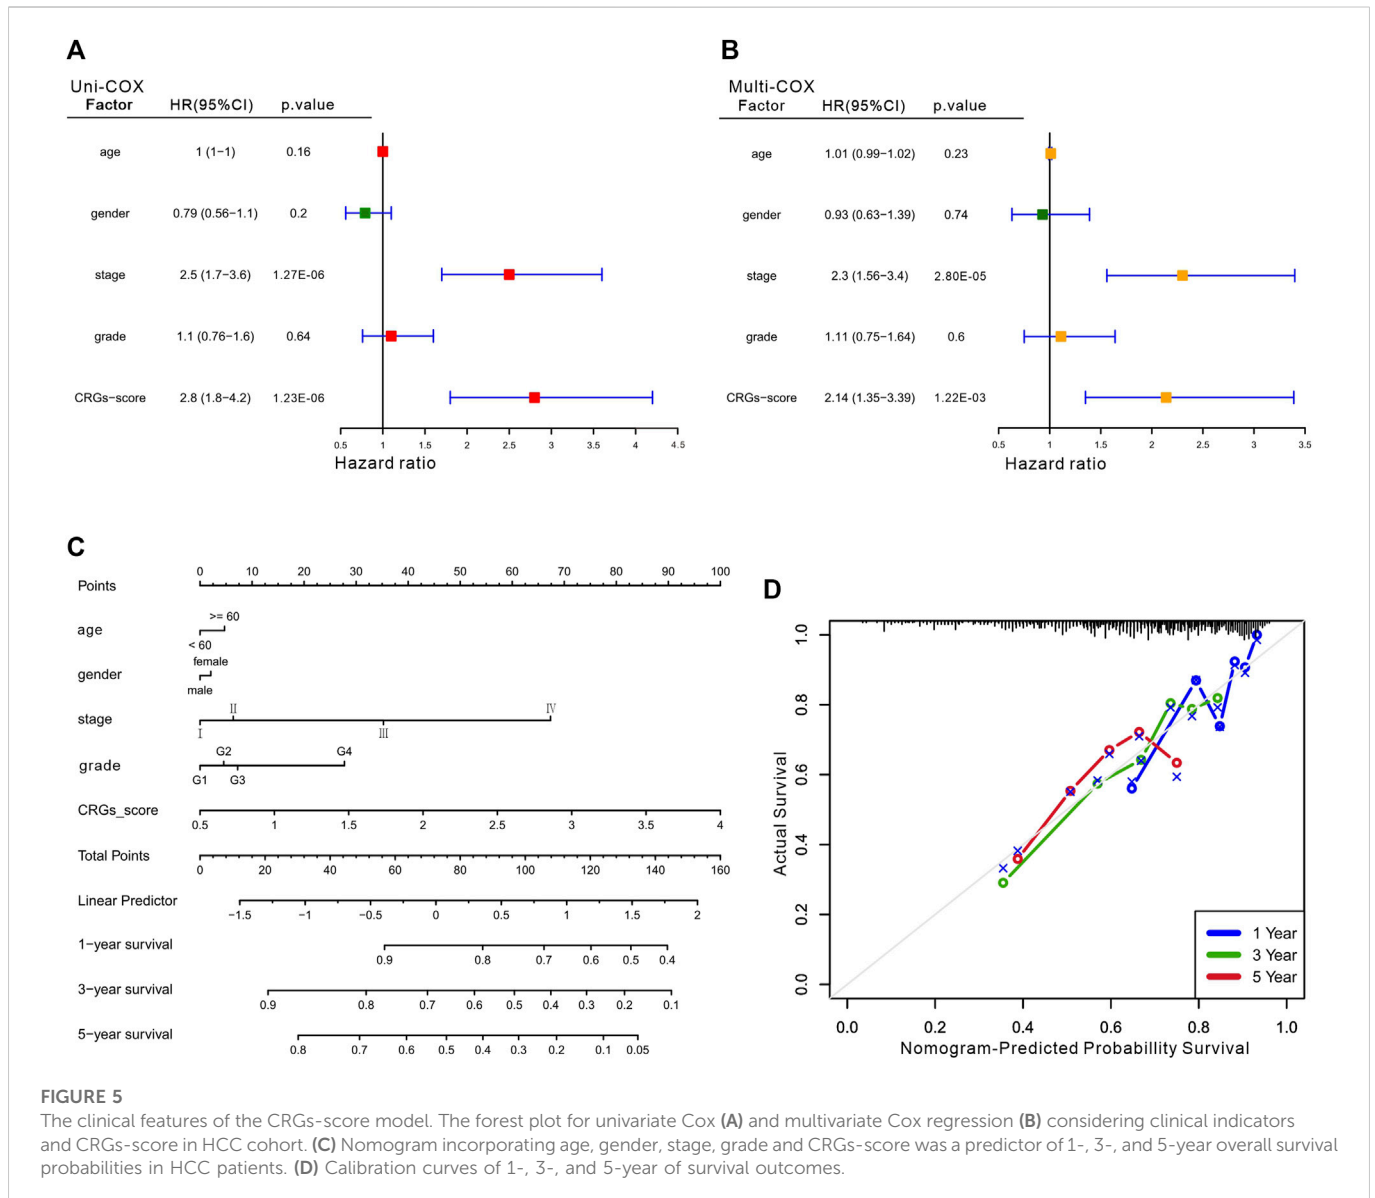 A
Uni-COX
Factor HR(95%CI) p.value
age 1 (1−1) 0.16
gender 0.79 (0.56−1.1) 0.2
stage 2.5 (1.7−3.6) 1.27E-06
grade 1.1 (0.76−1.6) 0.64
CRGs−score 2.8 (1.8−4.2) 1.23E-06
0.5 1 1.5 2 2.5 3 3.5 4 4.5
Hazard ratio
B
Multi-COX
Factor HR(95%CI) p.value
age 1.01 (0.99−1.02) 0.23
gender 0.93 (0.63−1.39) 0.74
stage 2.3 (1.56−3.4) 2.80E-05
grade 1.11 (0.75−1.64) 0.6
CRGs−score 2.14 (1.35−3.39) 1.22E-03
0.5 1 1.5 2 2.5 3 3.5
Hazard ratio
C
0 10 20 30 40 50 60 70 80 90 100
Points
>= 60
age
< 60
female
gender
male
II IV
stage
I III
G2 G4
grade
G1 G3
CRGs_score
0.5 1 1.5 2 2.5 3 3.5 4
Total Points
0 20 40 60 80 100 120 140 160
Linear Predictor
−1.5 −1 −0.5 0 0.5 1 1.5 2
1−year survival
0.9 0.8 0.7 0.6 0.5 0.4
3−year survival
0.9 0.8 0.7 0.6 0.5 0.4 0.3 0.2 0.1
5−year survival
0.8 0.7 0.6 0.5 0.4 0.3 0.2 0.1 0.05
D
Actual Survival
1.0
0.8
0.6
0.4
0.2
0.0
1 Year
3 Year
5 Year
0.0 0.2 0.4 0.6 0.8 1.0
Nomogram-Predicted Probabillity Survival
FIGURE 5
The clinical features of the CRGs-score model. The forest plot for univariate Cox (A) and multivariate Cox regression (B) considering clinical indicators
and CRGs-score in HCC cohort. (C) Nomogram incorporating age, gender, stage, grade and CRGs-score was a predictor of 1-, 3-, and 5-year overall survival
probabilities in HCC patients. (D) Calibration curves of 1-, 3-, and 5-year of survival outcomes.